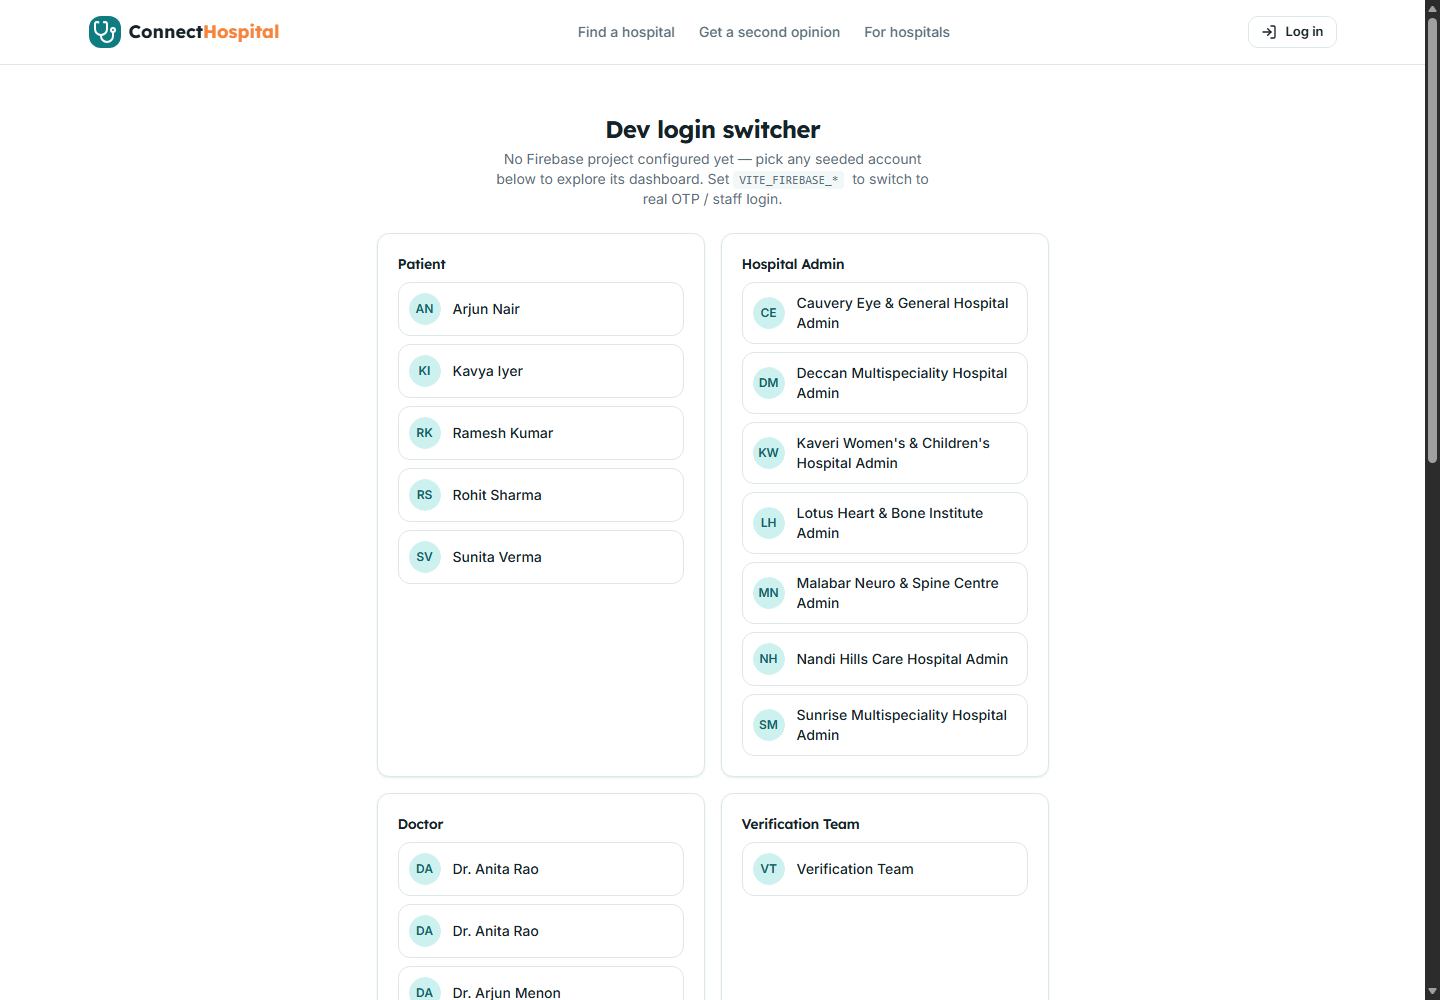 ConnectHospital
Find a hospital
Get a second opinion
For hospitals
Log in
Dev login switcher
No Firebase project configured yet — pick any seeded account
below to explore its dashboard. Set VITE_FIREBASE_* to switch to
real OTP / staff login.
Patient
AN
Arjun Nair
KI
Kavya Iyer
RK
Ramesh Kumar
RS
Rohit Sharma
SV
Sunita Verma
Hospital Admin
CE
Cauvery Eye & General Hospital
Admin
DM
Deccan Multispeciality Hospital
Admin
KW
Kaveri Women's & Children's
Hospital Admin
LH
Lotus Heart & Bone Institute
Admin
MN
Malabar Neuro & Spine Centre
Admin
NH
Nandi Hills Care Hospital Admin
SM
Sunrise Multispeciality Hospital
Admin
Doctor
DA
Dr. Anita Rao
DA
Dr. Anita Rao
DA
Dr. Arjun Menon
Verification Team
VT
Verification Team